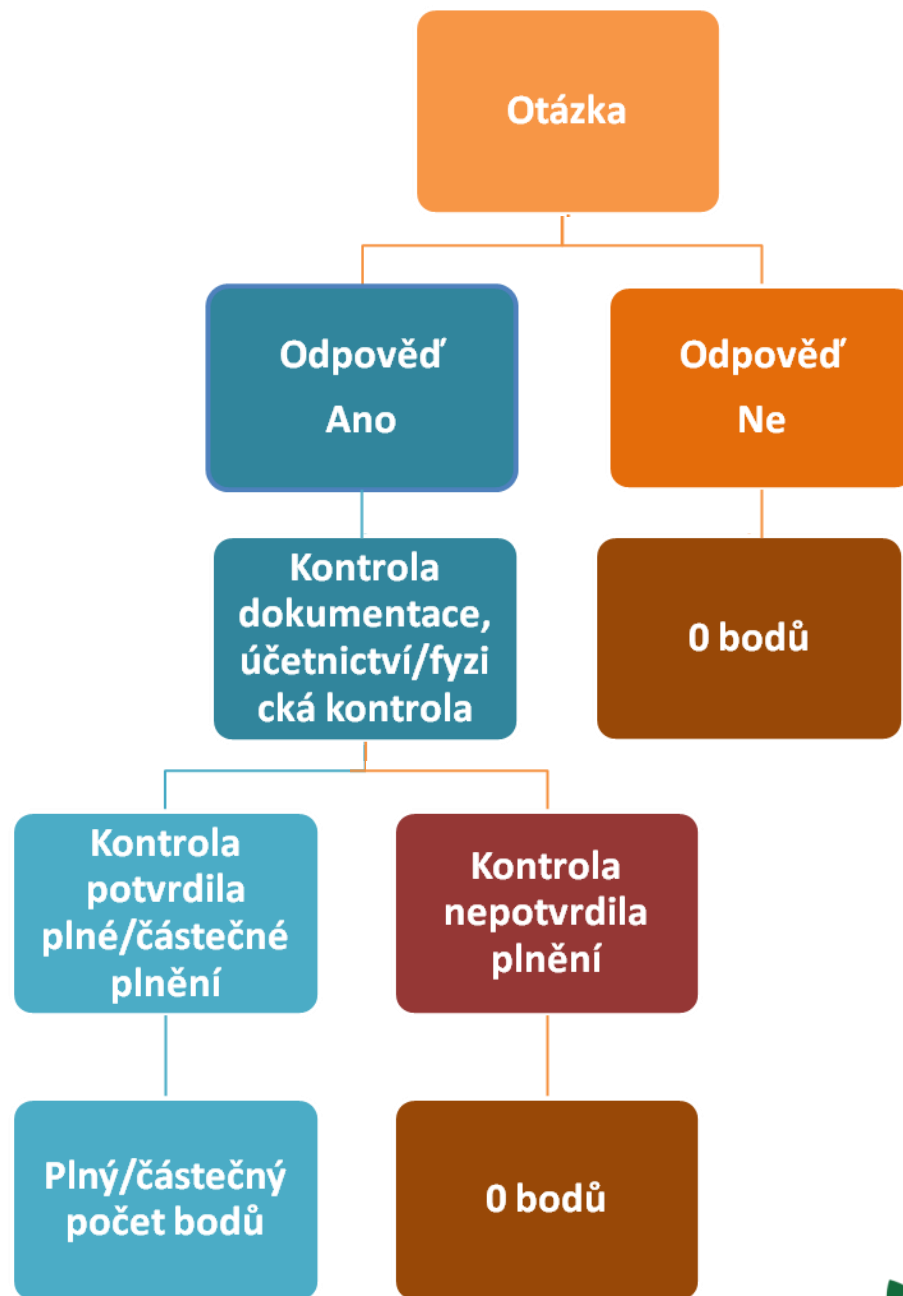 Otázka
Odpověď
Ano
Odpověď
Ne
Kontrola
dokumentace,
účetnictví/fyzi
cká kontrola
0 bodů
Kontrola
potvrdila
plné/částečné
plnění
Kontrola
nepotvrdila
plnění
Plný/částečný
počet bodů
0 bodů